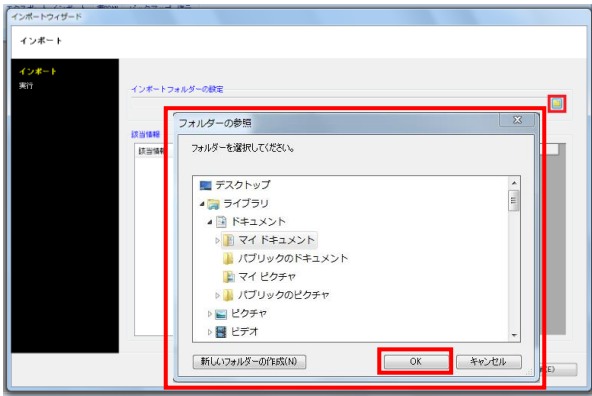 インポートウィザード
インポート
インポート
実行
インポートフォルダーの設定
該当情報
該当情報
フォルダーの参照
フォルダーを選択してください。
デスクトップ
ライブラリ
ドキュメント
マイ ドキュメント
パブリックのドキュメント
マイ ピクチャ
パブリックのピクチャ
ピクチャ
ビデオ
新しいフォルダーの作成(N)
OK
キャンセル